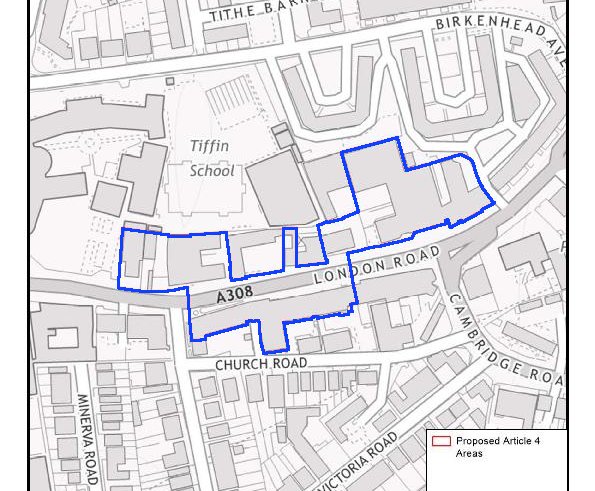 TITHE BAR
BIRKENHEAD AVE
Tiffin
School
LONDON ROAD
A308
CAMBRIDGE ROA
CHURCH ROAD
MINERVA ROAD
VICTORIA ROAD
Proposed Article 4
Areas